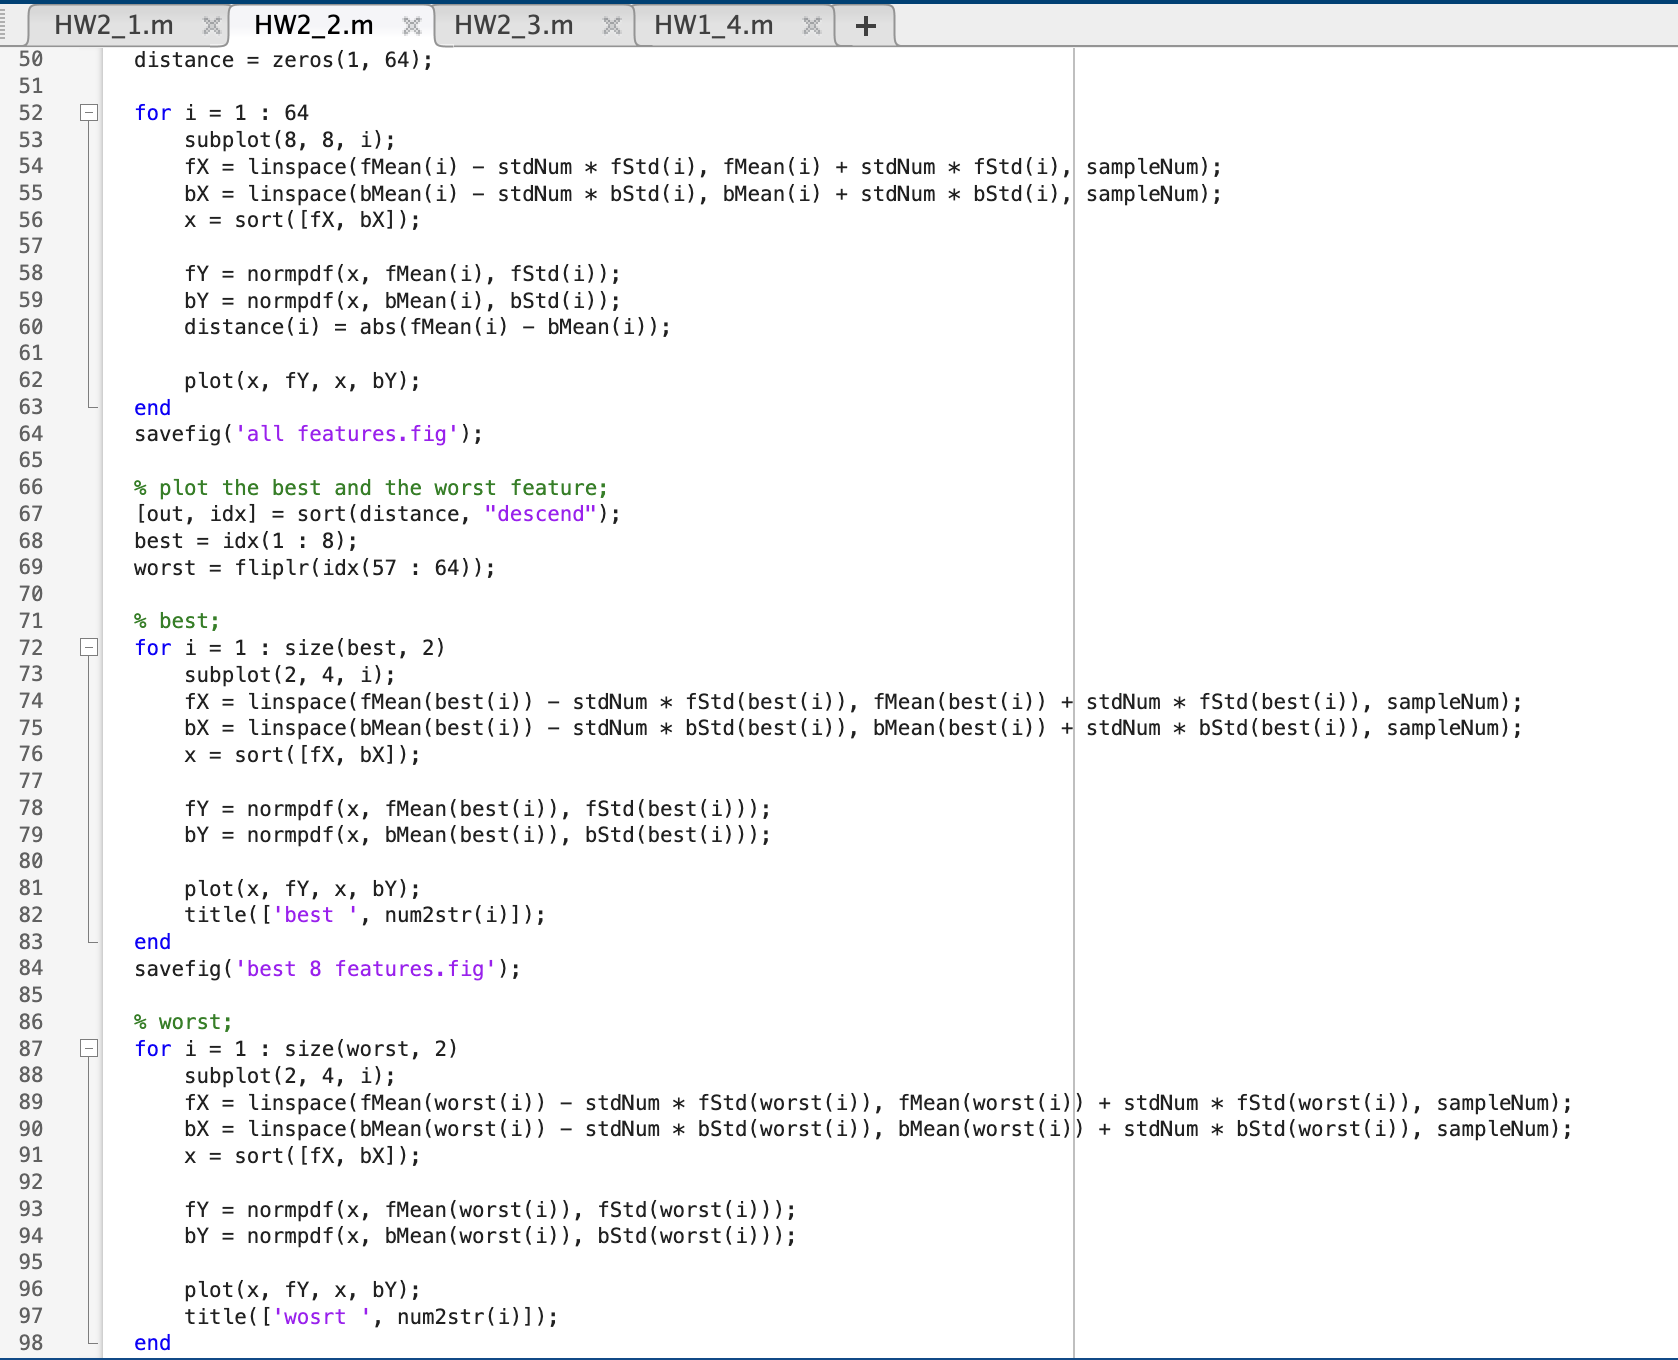 HW2_1.m HW2_2.m HW2_3.m HW1_4.m +
50 distance = zeros(1, 64);
51
52 for i = 1 : 64
53 subplot(8, 8, i);
54 fX = linspace(fMean(i) - stdNum * fStd(i), fMean(i) + stdNum * fStd(i), sampleNum);
55 bX = linspace(bMean(i) - stdNum * bStd(i), bMean(i) + stdNum * bStd(i), sampleNum);
56 x = sort([fX, bX]);
57
58 fY = normpdf(x, fMean(i), fStd(i));
59 bY = normpdf(x, bMean(i), bStd(i));
60 distance(i) = abs(fMean(i) - bMean(i));
61
62 plot(x, fY, x, bY);
63 end
64 savefig('all features.fig');
65
66 % plot the best and the worst feature;
67 [out, idx] = sort(distance, "descend");
68 best = idx(1 : 8);
69 worst = fliplr(idx(57 : 64));
70
71 % best;
72 for i = 1 : size(best, 2)
73 subplot(2, 4, i);
74 fX = linspace(fMean(best(i)) - stdNum * fStd(best(i)), fMean(best(i)) + stdNum * fStd(best(i)), sampleNum);
75 bX = linspace(bMean(best(i)) - stdNum * bStd(best(i)), bMean(best(i)) + stdNum * bStd(best(i)), sampleNum);
76 x = sort([fX, bX]);
77
78 fY = normpdf(x, fMean(best(i)), fStd(best(i)));
79 bY = normpdf(x, bMean(best(i)), bStd(best(i)));
80
81 plot(x, fY, x, bY);
82 title(['best ', num2str(i)]);
83 end
84 savefig('best 8 features.fig');
85
86 % worst;
87 for i = 1 : size(worst, 2)
88 subplot(2, 4, i);
89 fX = linspace(fMean(worst(i)) - stdNum * fStd(worst(i)), fMean(worst(i)) + stdNum * fStd(worst(i)), sampleNum);
90 bX = linspace(bMean(worst(i)) - stdNum * bStd(worst(i)), bMean(worst(i)) + stdNum * bStd(worst(i)), sampleNum);
91 x = sort([fX, bX]);
92
93 fY = normpdf(x, fMean(worst(i)), fStd(worst(i)));
94 bY = normpdf(x, bMean(worst(i)), bStd(worst(i)));
95
96 plot(x, fY, x, bY);
97 title(['wosrt ', num2str(i)]);
98 end